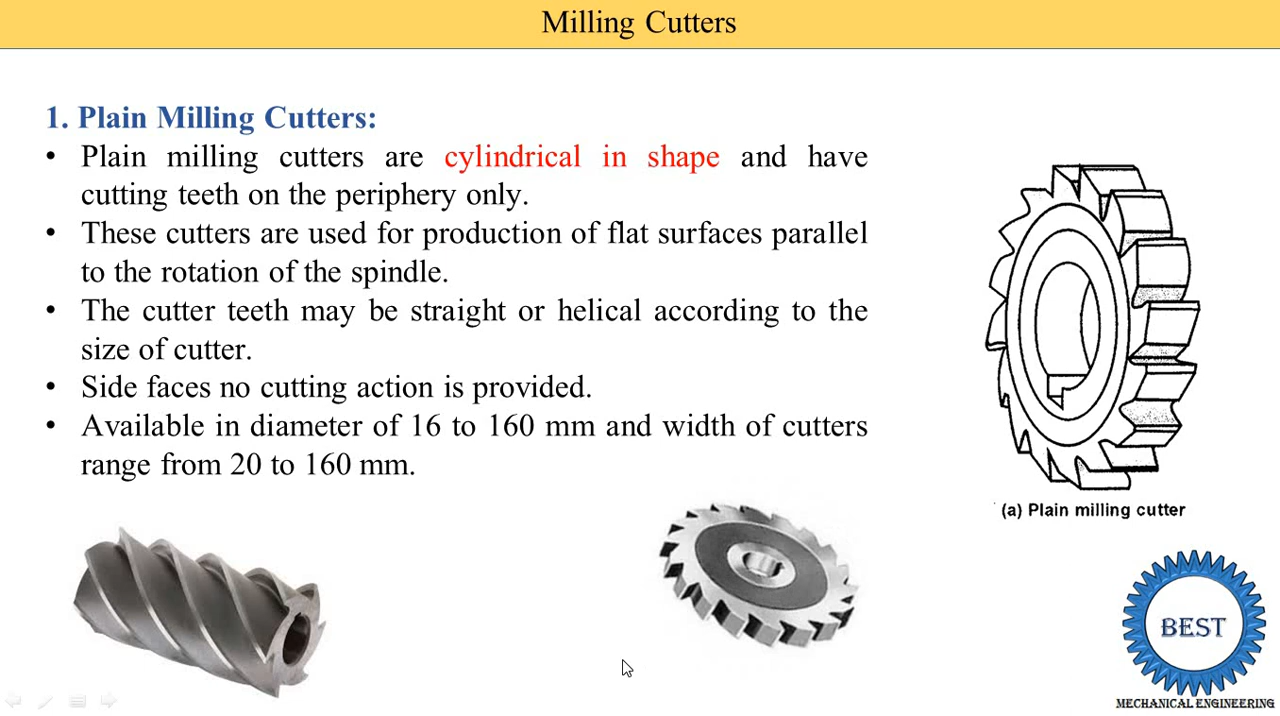 Milling Cutters
1. Plain Milling Cutters:
• Plain milling cutters are cylindrical in shape and have
cutting teeth on the periphery only.
• These cutters are used for production of flat surfaces parallel
to the rotation of the spindle.
• The cutter teeth may be straight or helical according to the
size of cutter.
• Side faces no cutting action is provided.
• Available in diameter of 16 to 160 mm and width of cutters
range from 20 to 160 mm.
(a) Plain milling cutter
BEST
MECHANICAL ENGINEERING